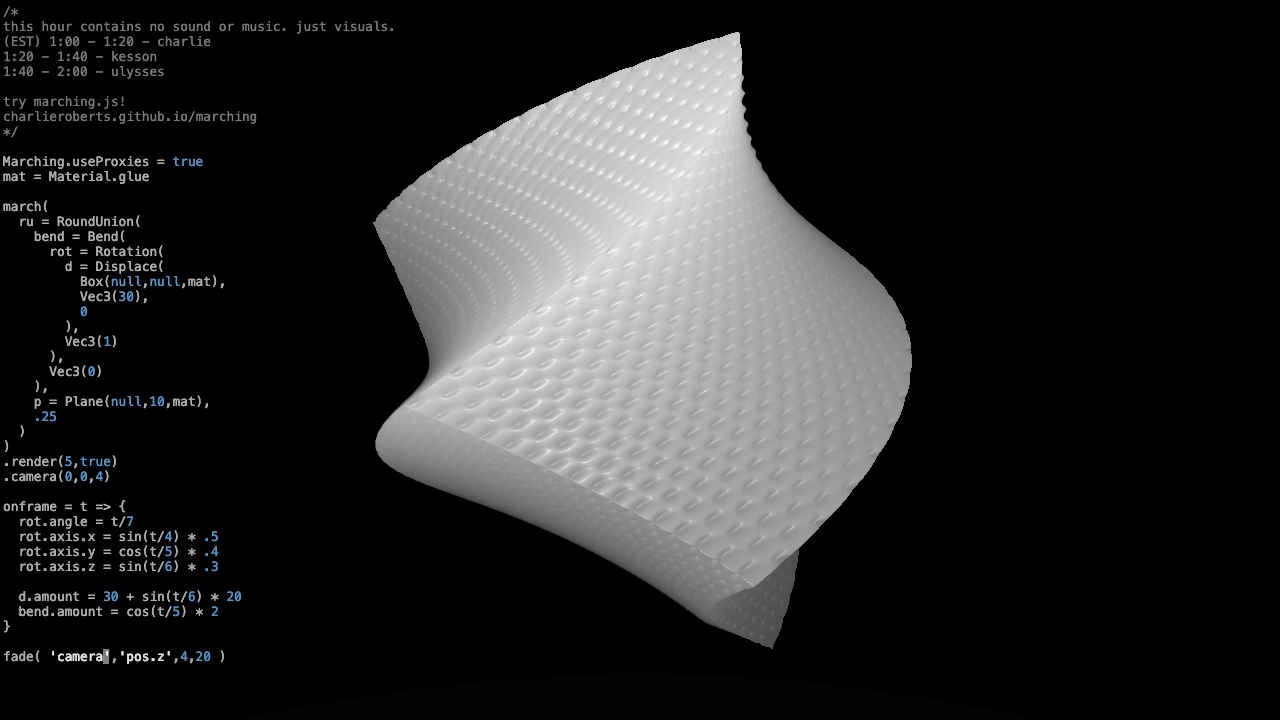 /*
this hour contains no sound or music. just visuals.
(EST) 1:00 - 1:20 - charlie
1:20 - 1:40 - kesson
1:40 - 2:00 - ulysses
try marching.js!
charlieroberts.github.io/marching
*/
Marching.useProxies = true
mat = Material.glue
march(
  ru = RoundUnion(
    bend = Bend(
      rot = Rotation(
        d = Displace(
          Box(null,null,mat),
          Vec3(30),
          0
        ),
        Vec3(1)
      ),
      Vec3(0)
    ),
    p = Plane(null,10,mat),
    .25
  )
)
.render(5,true)
.camera(0,0,4)
onframe = t => {
  rot.angle = t/7
  rot.axis.x = sin(t/4) * .5
  rot.axis.y = cos(t/5) * .4
  rot.axis.z = sin(t/6) * .3
  d.amount = 30 + sin(t/6) * 20
  bend.amount = cos(t/5) * 2
}
fade( 'camera','pos.z',4,20 )